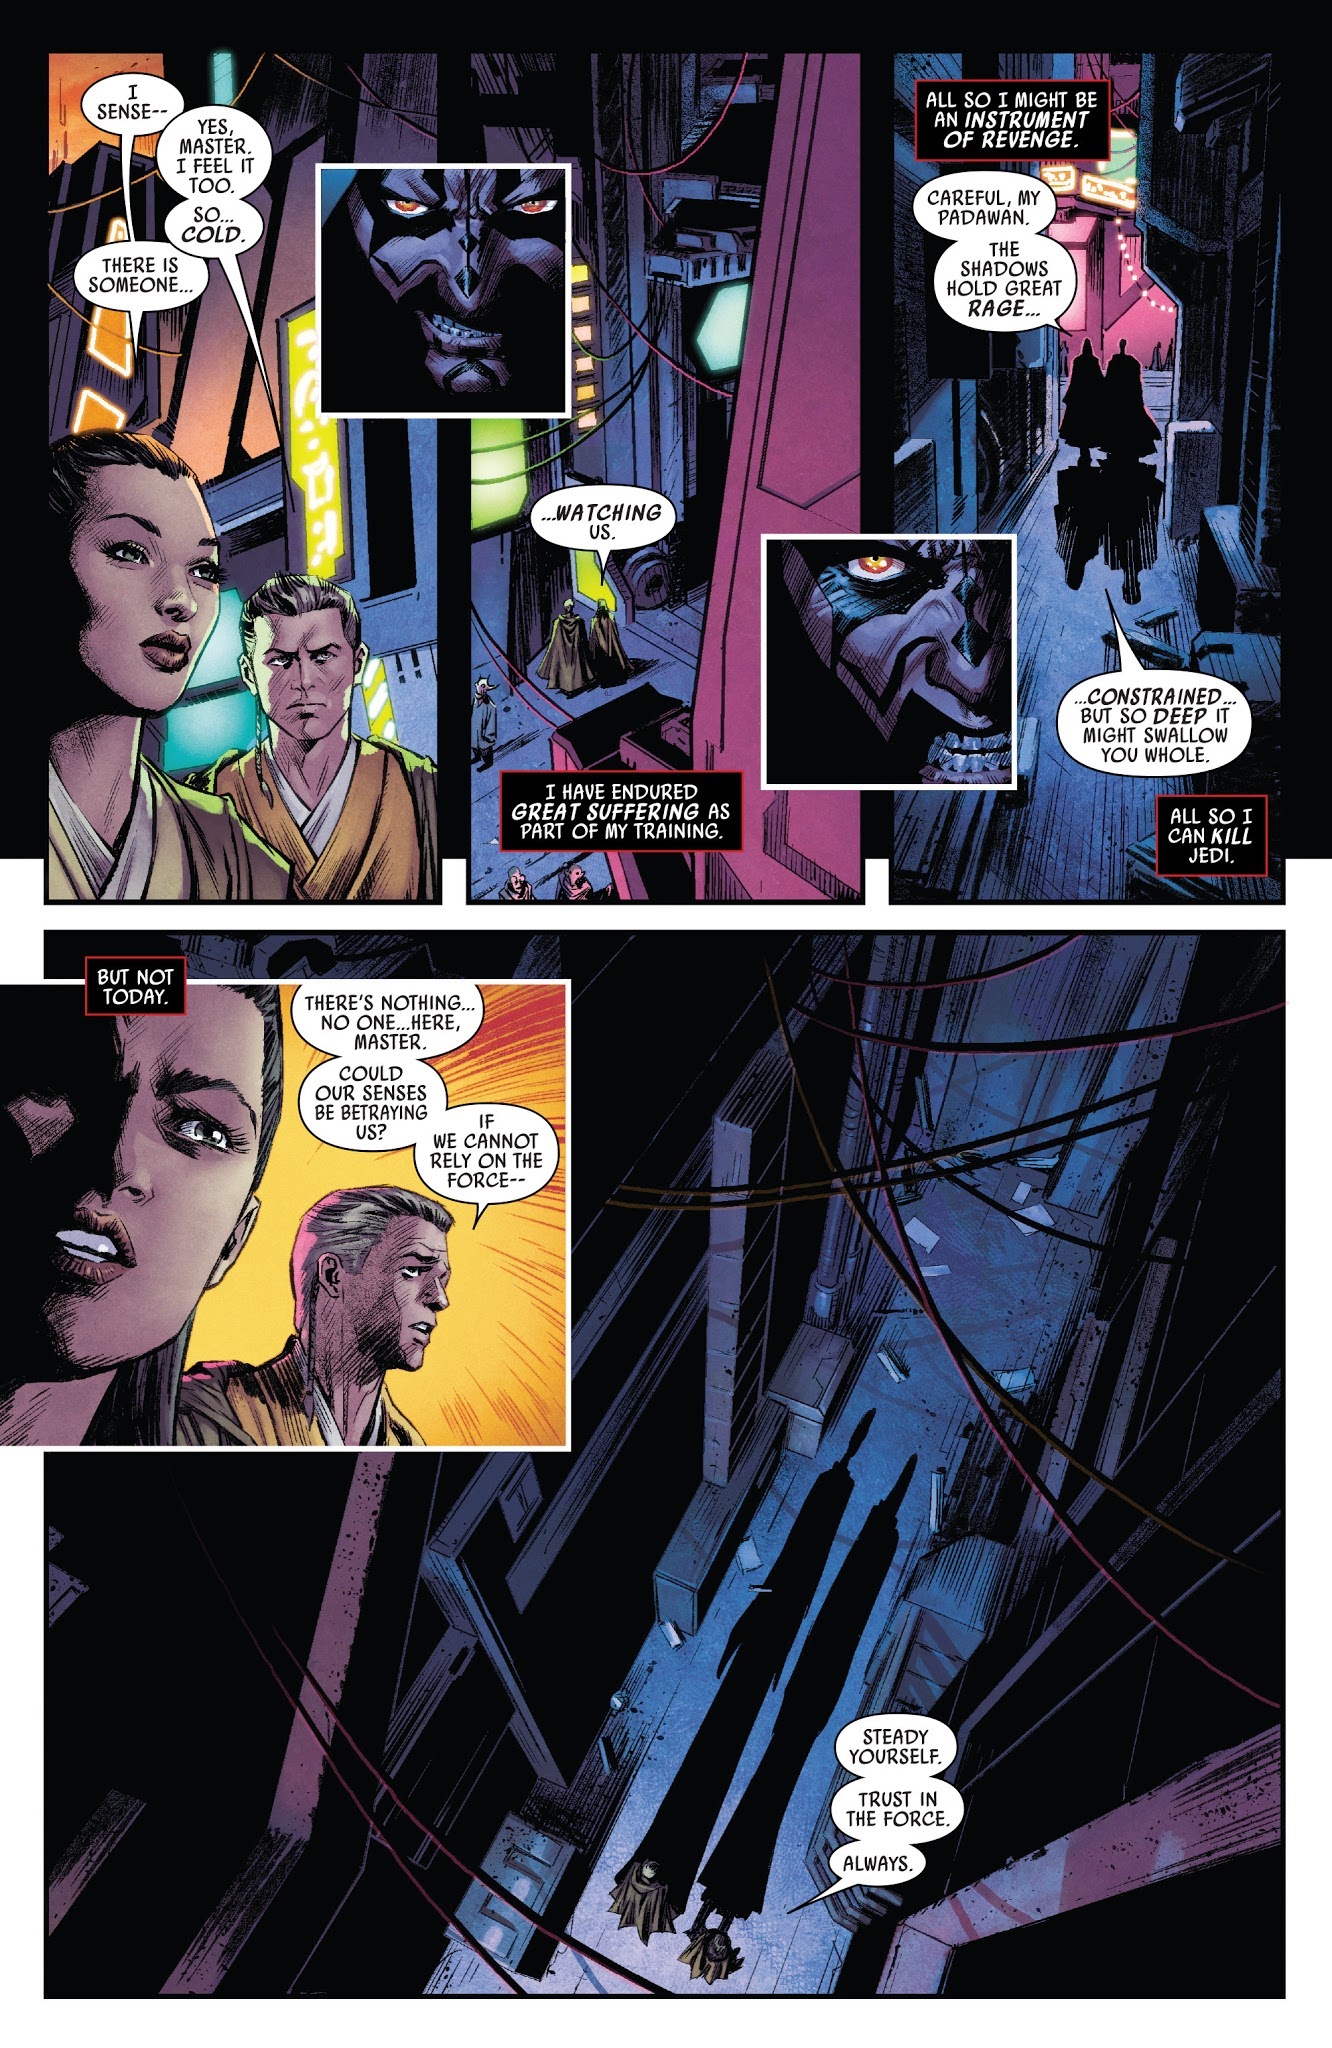 I
SENSE--
YES,
MASTER.
I FEEL IT
TOO.
SO...
COLD.
THERE IS
SOMEONE...
...WATCHING
US.
I HAVE ENDURED
GREAT SUFFERING AS
PART OF MY TRAINING.
ALL SO I MIGHT BE
AN INSTRUMENT
OF REVENGE.
CAREFUL, MY
PADAWAN.
THE
SHADOWS
HOLD GREAT
RAGE...
...CONSTRAINED...
BUT SO DEEP IT
MIGHT SWALLOW
YOU WHOLE.
ALL SO I
CAN KILL
JEDI.
BUT NOT
TODAY.
THERE'S NOTHING...
NO ONE...HERE,
MASTER.
COULD
OUR SENSES
BE BETRAYING
US?
IF
WE CANNOT
RELY ON THE
FORCE--
STEADY
YOURSELF.
TRUST IN
THE FORCE.
ALWAYS.